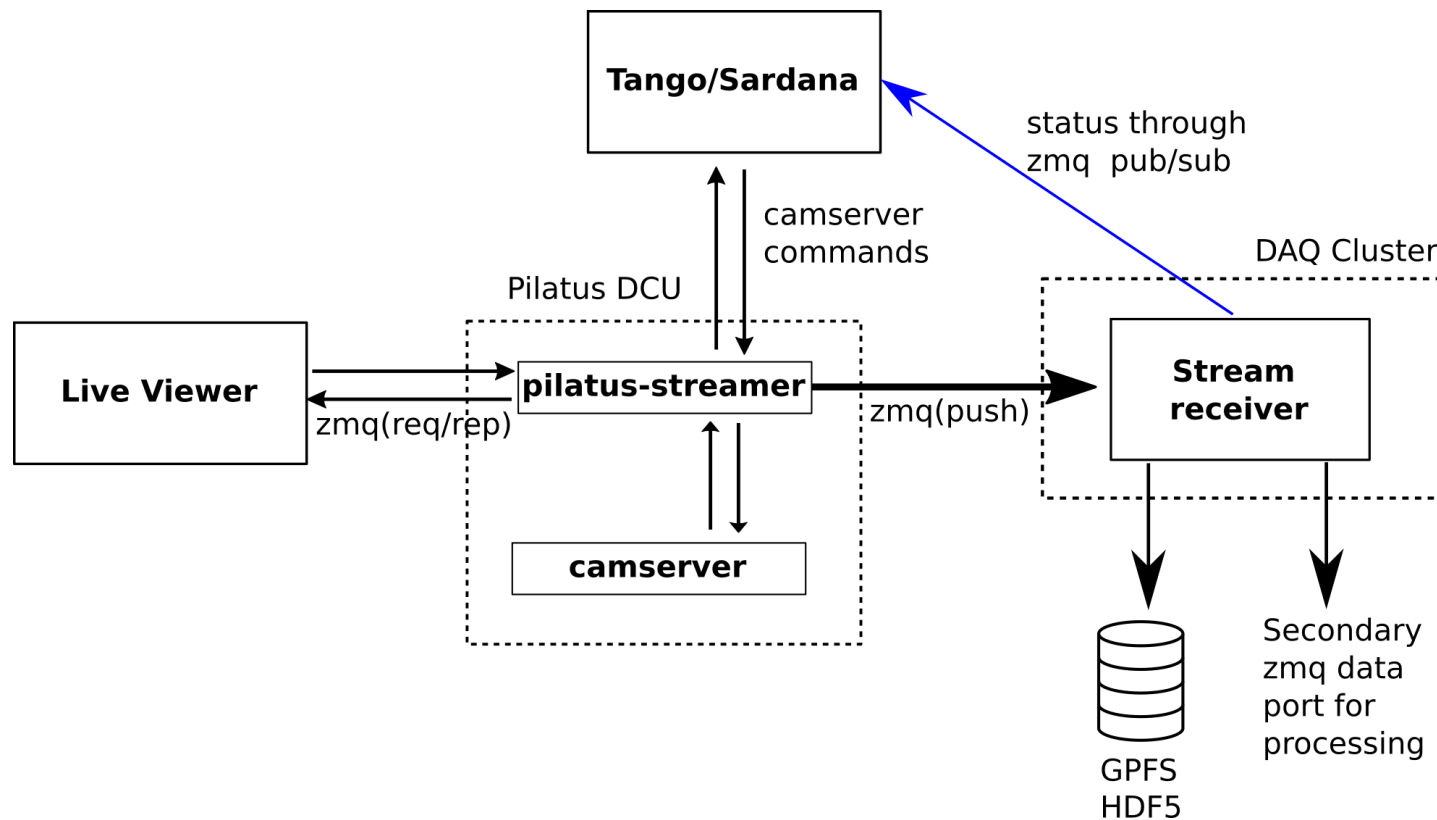 Tango/Sardana
status through
zmq pub/sub
camserver
commands
DAQ Cluster
Pilatus DCU
Live Viewer
pilatus-streamer
Stream
receiver
zmq(req/rep)
zmq(push)
camserver
Secondary
zmq data
port for
processing
GPFS
HDF5